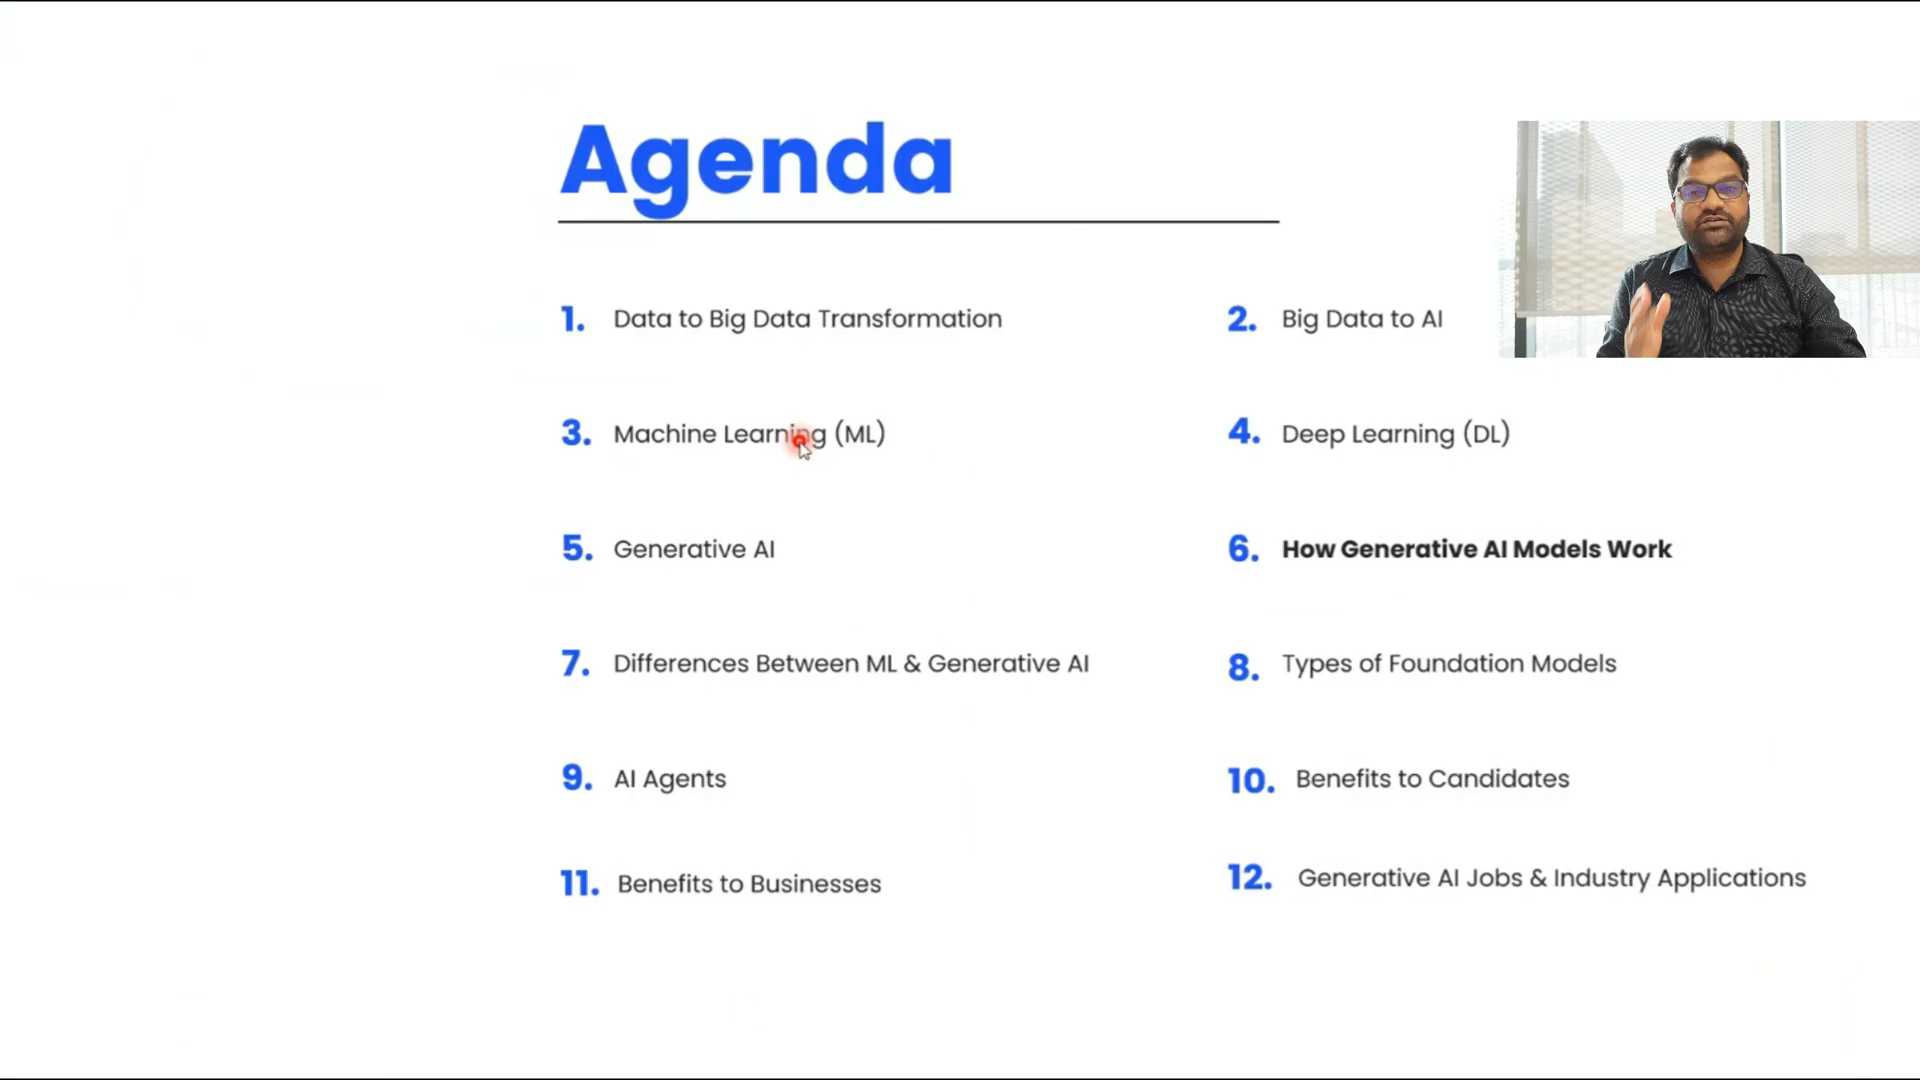 Agenda
1. Data to Big Data Transformation
2. Big Data to AI
3. Machine Learning (ML)
4. Deep Learning (DL)
5. Generative AI
6. How Generative AI Models Work
7. Differences Between ML & Generative AI
8. Types of Foundation Models
9. AI Agents
10. Benefits to Candidates
11. Benefits to Businesses
12. Generative AI Jobs & Industry Applications